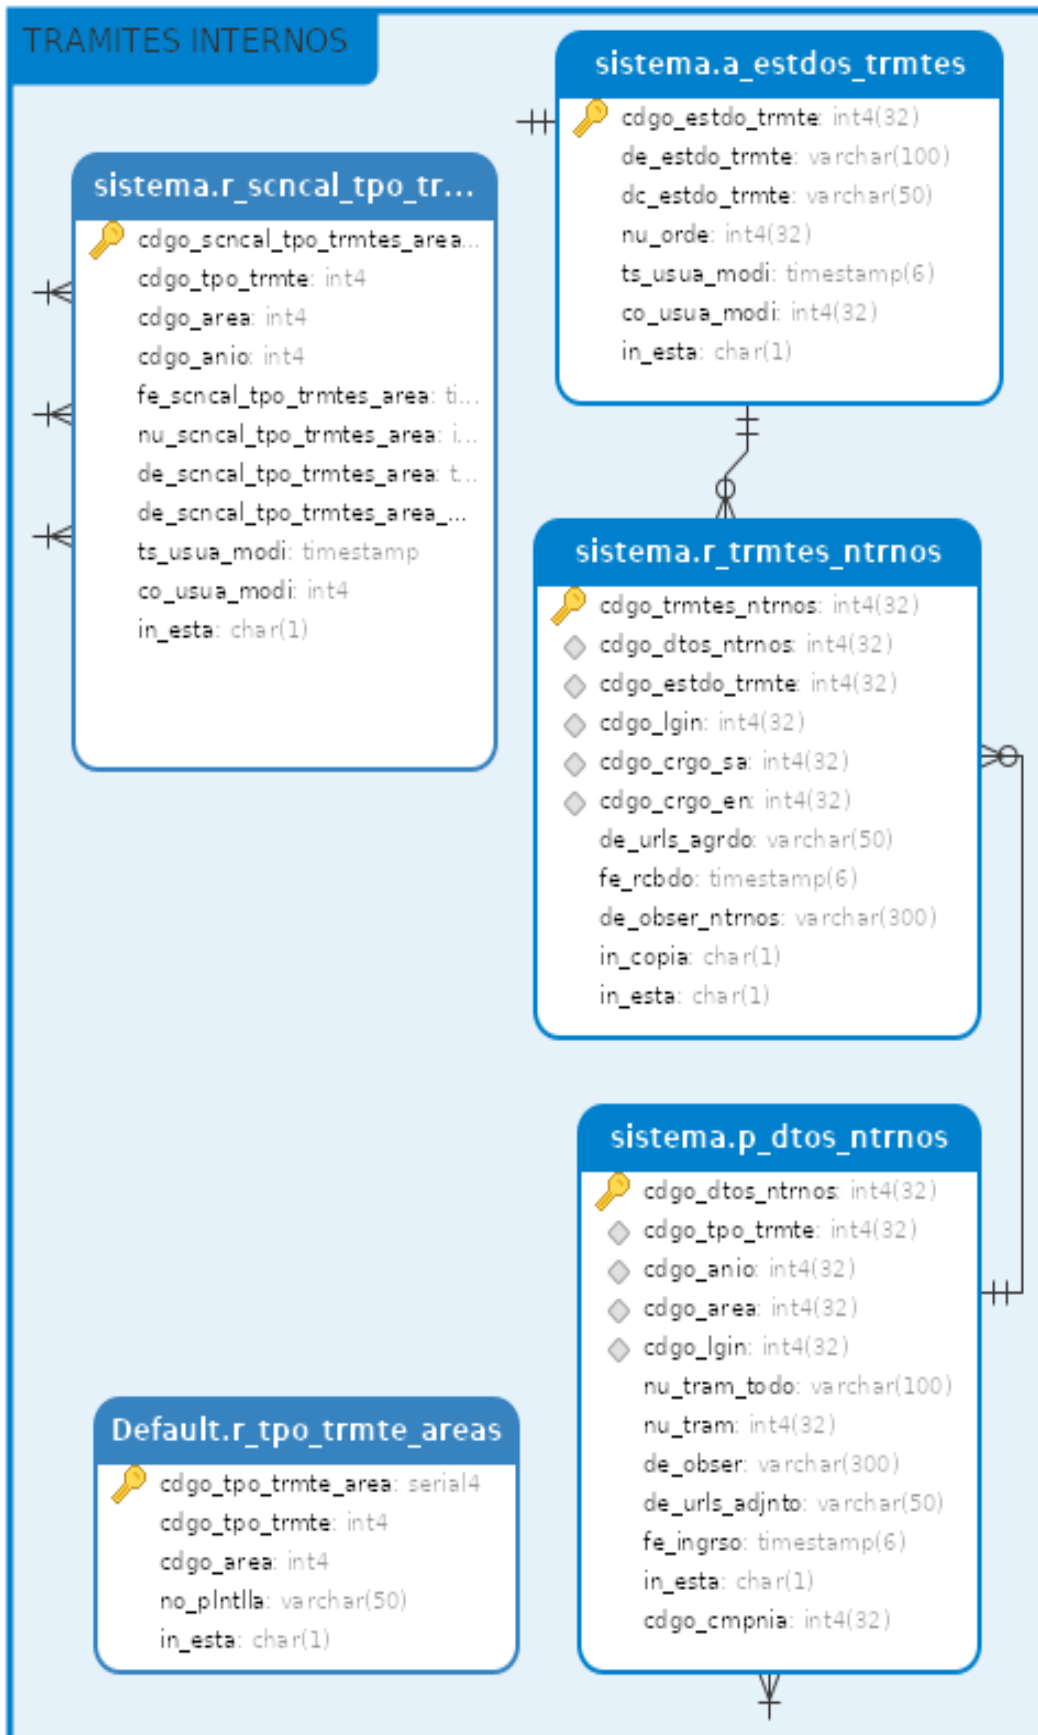 TRAMITES INTERNOS
sistema.a_estdos_trmtes
cdgo_estdo_trmte: int4(32)
de_estdo_trmte: varchar(100)
dc_estdo_trmte: varchar(50)
nu_orde: int4(32)
ts_usua_modi: timestamp(6)
co_usua_modi: int4(32)
in_esta: char(1)
sistema.r_scncal_tpo_tr...
cdgo_scncal_tpo_trmtes_area...
cdgo_tpo_trmte: int4
cdgo_area: int4
cdgo_anio: int4
fe_scncal_tpo_trmtes_area: ti...
nu_scncal_tpo_trmtes_area: i...
de_scncal_tpo_trmtes_area: t...
de_scncal_tpo_trmtes_area_...
ts_usua_modi: timestamp
co_usua_modi: int4
in_esta: char(1)
sistema.r_trmtes_ntrnos
cdgo_trmtes_ntrnos: int4(32)
cdgo_dtos_ntrnos: int4(32)
cdgo_estdo_trmte: int4(32)
cdgo_lgin: int4(32)
cdgo_crgo_sa: int4(32)
cdgo_crgo_en: int4(32)
de_urls_agrdo: varchar(50)
fe_rcbdo: timestamp(6)
de_obser_ntrnos: varchar(300)
in_copia: char(1)
in_esta: char(1)
sistema.p_dtos_ntrnos
cdgo_dtos_ntrnos: int4(32)
cdgo_tpo_trmte: int4(32)
cdgo_anio: int4(32)
cdgo_area: int4(32)
cdgo_lgin: int4(32)
nu_tram_todo: varchar(100)
nu_tram: int4(32)
de_obser: varchar(300)
de_urls_adjnto: varchar(50)
fe_ingrso: timestamp(6)
in_esta: char(1)
cdgo_cmpnia: int4(32)
Default.r_tpo_trmte_areas
cdgo_tpo_trmte_area: serial4
cdgo_tpo_trmte: int4
cdgo_area: int4
no_plntlla: varchar(50)
in_esta: char(1)